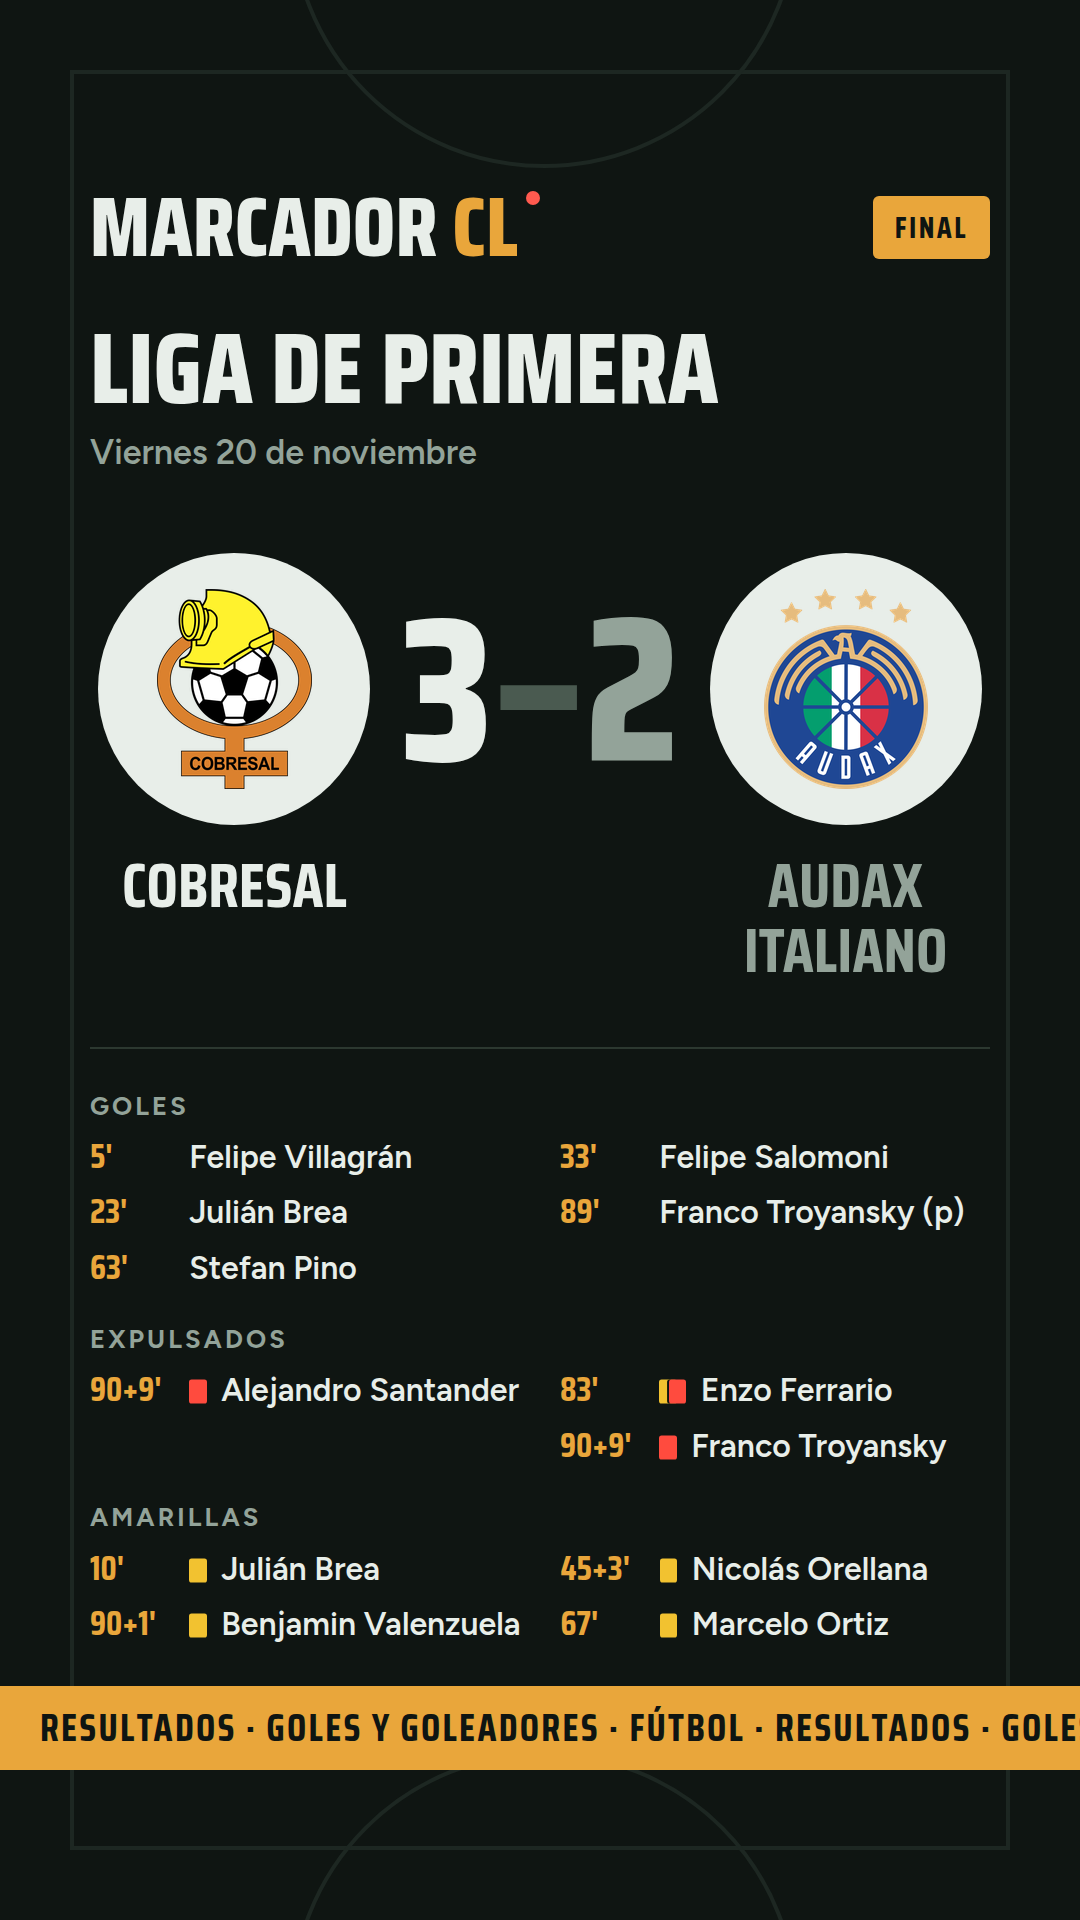 MARCADOR CL
FINAL
LIGA DE PRIMERA
Viernes 20 de noviembre
COBRESAL
3–2
AUDAX
COBRESAL
AUDAX
ITALIANO
GOLES
5' Felipe Villagrán
33' Felipe Salomoni
23' Julián Brea
89' Franco Troyansky (p)
63' Stefan Pino
EXPULSADOS
90+9' Alejandro Santander
83' Enzo Ferrario
90+9' Franco Troyansky
AMARILLAS
10' Julián Brea
45+3' Nicolás Orellana
90+1' Benjamin Valenzuela
67' Marcelo Ortiz
RESULTADOS · GOLES Y GOLEADORES · FÚTBOL · RESULTADOS · GOLE